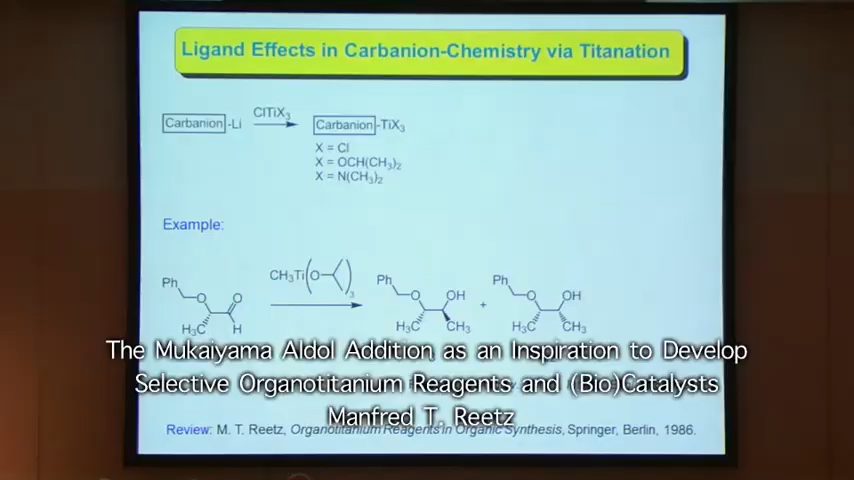 Ligand Effects in Carbanion-Chemistry via Titanation
Carbanion-Li
ClTiX3
Carbanion-TiX3
X = Cl
X = OCH(CH3)2
X = N(CH3)2
Example:
Ph
O
O
H3C
H
CH3Ti(O )3
Ph
O
OH
H3C
CH3
+
Ph
O
OH
H3C
CH3
The Mukaiyama Aldol Addition as an Inspiration to Develop
Selective Organotitanium Reagents and (Bio)Catalysts
Manfred T. Reetz
Review: M. T. Reetz, Organotitanium Reagents in Organic Synthesis, Springer, Berlin, 1986.